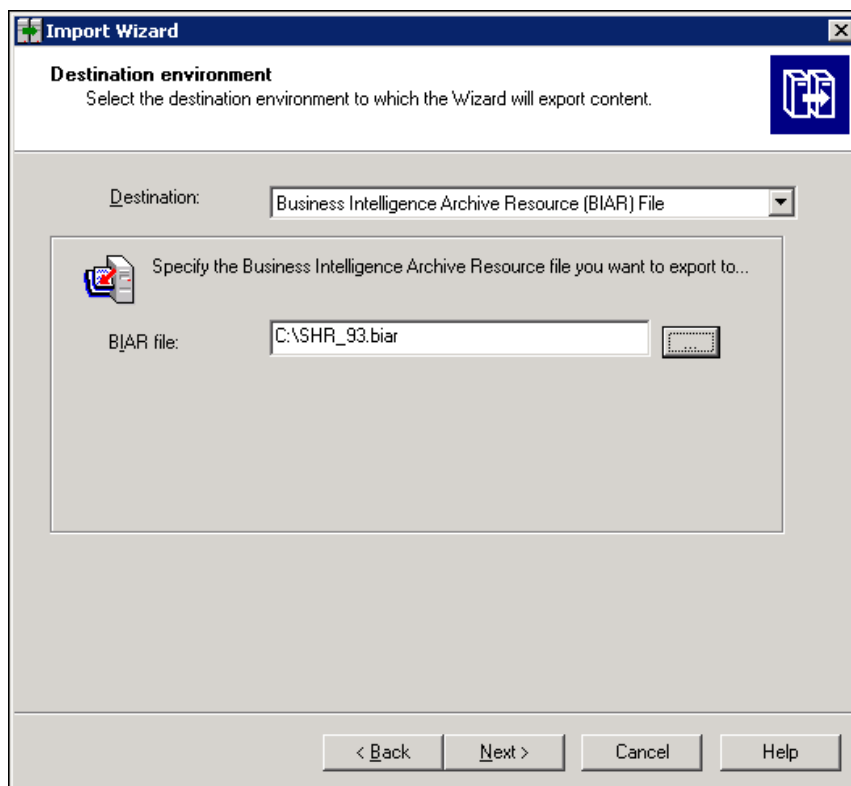 Import Wizard
Destination environment
Select the destination environment to which the Wizard will export content.
Destination: Business Intelligence Archive Resource (BIAR) File
Specify the Business Intelligence Archive Resource file you want to export to...
BIAR file: C:\SHR_93.biar ...
< Back Next > Cancel Help